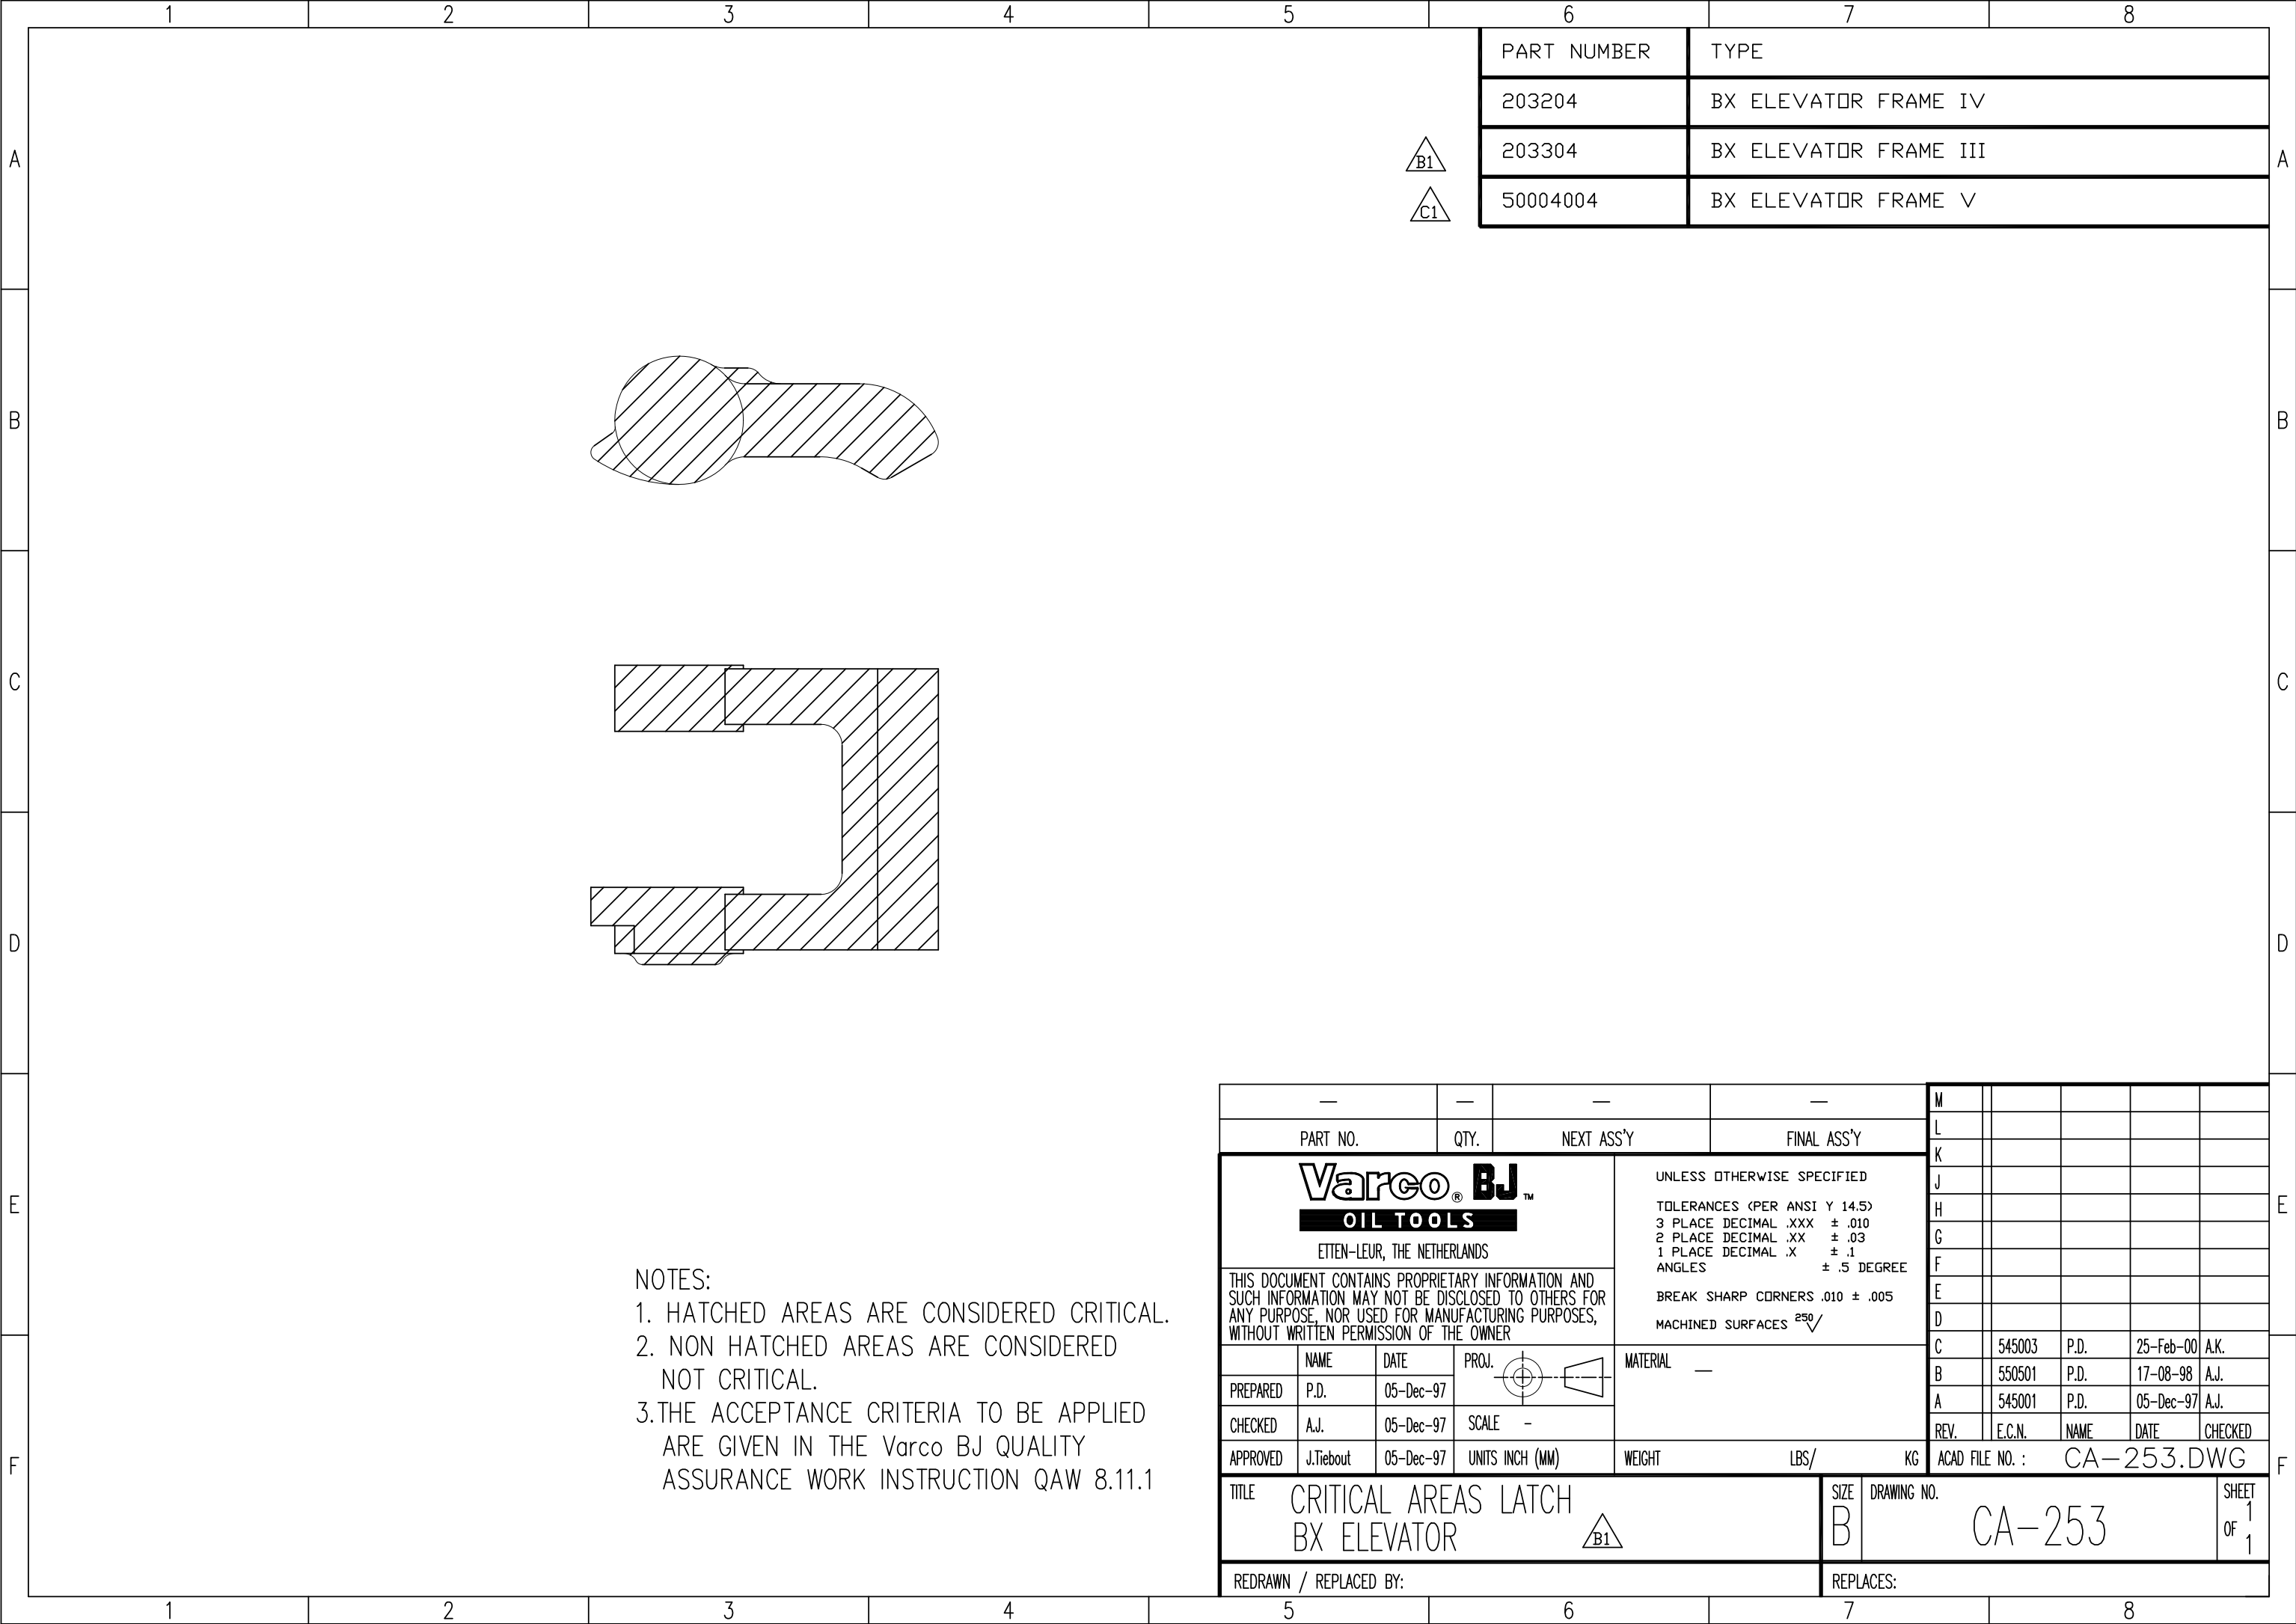 1 2 3 4 5 6 7 8
PART NUMBER TYPE
203204 BX ELEVATOR FRAME IV
B1 203304 BX ELEVATOR FRAME III
C1 50004004 BX ELEVATOR FRAME V
A A
B B
C C
D D
E E
F F
NOTES:
1. HATCHED AREAS ARE CONSIDERED CRITICAL.
2. NON HATCHED AREAS ARE CONSIDERED
NOT CRITICAL.
3.THE ACCEPTANCE CRITERIA TO BE APPLIED
ARE GIVEN IN THE Varco BJ QUALITY
ASSURANCE WORK INSTRUCTION QAW 8.11.1
— — — —
PART NO. QTY. NEXT ASS'Y FINAL ASS'Y
Varco® BJ™
OIL TOOLS
ETTEN-LEUR, THE NETHERLANDS
THIS DOCUMENT CONTAINS PROPRIETARY INFORMATION AND
SUCH INFORMATION MAY NOT BE DISCLOSED TO OTHERS FOR
ANY PURPOSE, NOR USED FOR MANUFACTURING PURPOSES,
WITHOUT WRITTEN PERMISSION OF THE OWNER
UNLESS OTHERWISE SPECIFIED
TOLERANCES (PER ANSI Y 14.5)
3 PLACE DECIMAL .XXX ± .010
2 PLACE DECIMAL .XX ± .03
1 PLACE DECIMAL .X ± .1
ANGLES ± .5 DEGREE
BREAK SHARP CORNERS .010 ± .005
MACHINED SURFACES 250
NAME DATE
PREPARED P.D. 05-Dec-97
CHECKED A.J. 05-Dec-97
APPROVED J.Tiebout 05-Dec-97
PROJ.
SCALE -
UNITS INCH (MM)
MATERIAL —
WEIGHT LBS/ KG
M
L
K
J
H
G
F
E
D
C 545003 P.D. 25-Feb-00 A.K.
B 550501 P.D. 17-08-98 A.J.
A 545001 P.D. 05-Dec-97 A.J.
REV. E.C.N. NAME DATE CHECKED
ACAD FILE NO. : CA-253.DWG
TITLE CRITICAL AREAS LATCH
BX ELEVATOR B1
SIZE
B
DRAWING NO.
CA-253
SHEET
1
OF
1
REDRAWN / REPLACED BY:
REPLACES:
1 2 3 4 5 6 7 8